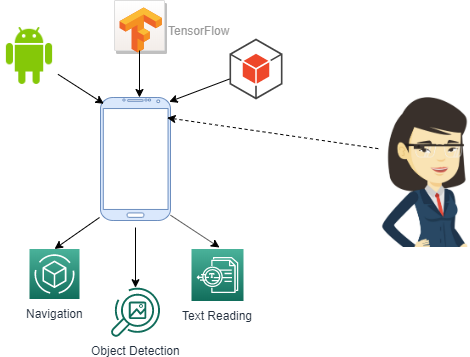 TensorFlow
Navigation
Text Reading
Object Detection